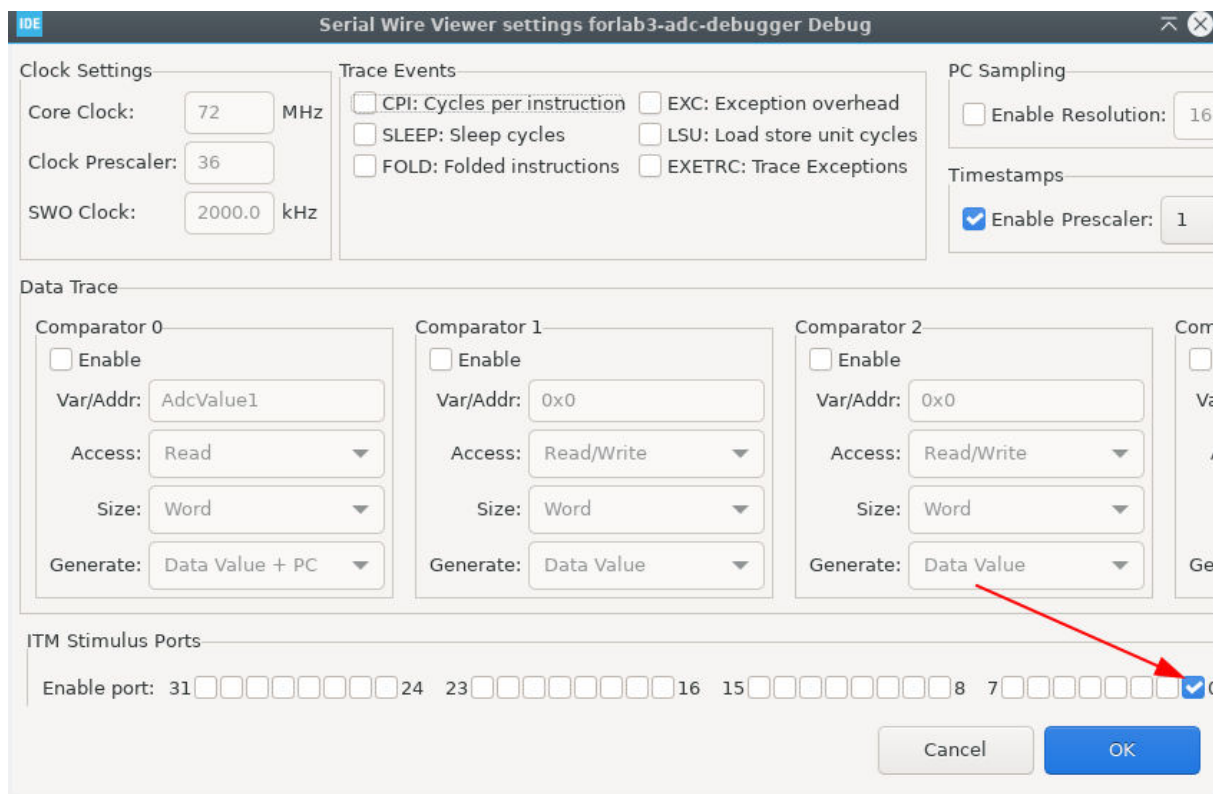 IDE Serial Wire Viewer settings forlab3-adc-debugger Debug
Clock Settings
Core Clock: 72 MHz
Clock Prescaler: 36
SWO Clock: 2000.0 kHz
Trace Events
CPI: Cycles per instruction EXC: Exception overhead
SLEEP: Sleep cycles LSU: Load store unit cycles
FOLD: Folded instructions EXETRC: Trace Exceptions
PC Sampling
Enable Resolution: 16
Timestamps
Enable Prescaler: 1
Data Trace
Comparator 0
Enable
Var/Addr: AdcValue1
Access: Read
Size: Word
Generate: Data Value + PC
Comparator 1
Enable
Var/Addr: 0x0
Access: Read/Write
Size: Word
Generate: Data Value
Comparator 2
Enable
Var/Addr: 0x0
Access: Read/Write
Size: Word
Generate: Data Value
ITM Stimulus Ports
Enable port: 31 24 23 16 15 8 7 0
Cancel OK